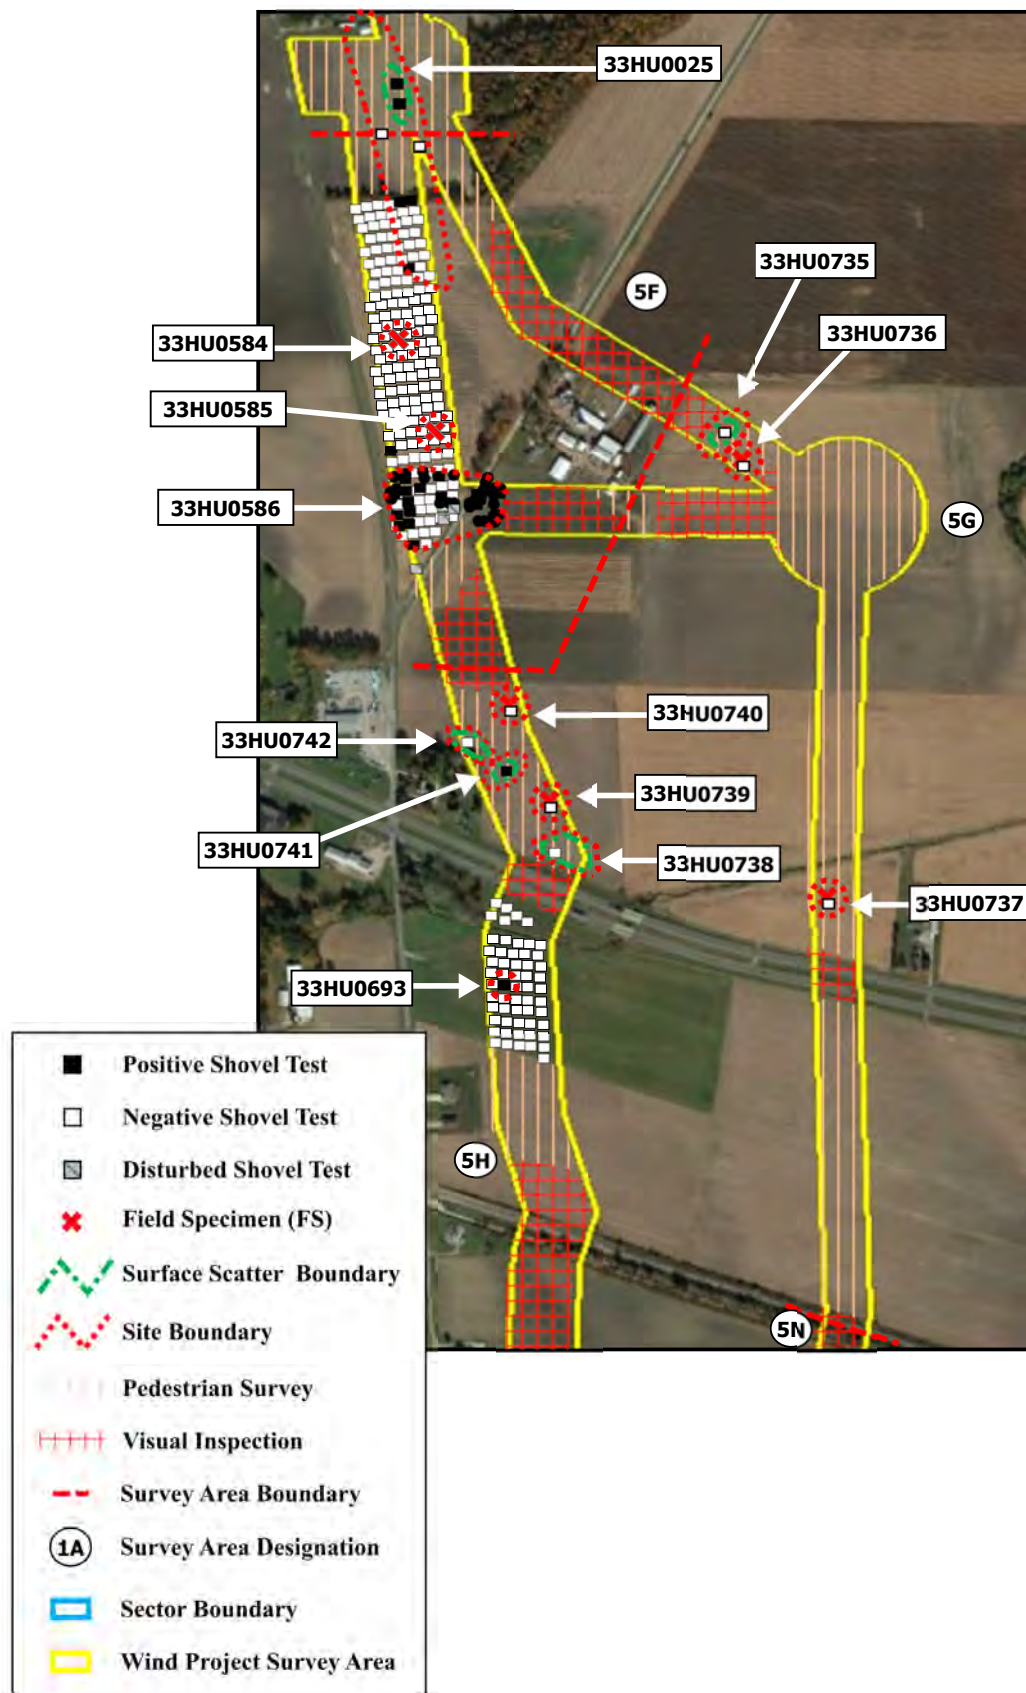 33HU0025
33HU0735
5F
33HU0736
33HU0584
33HU0585
33HU0586
5G
33HU0740
33HU0742
33HU0739
33HU0741
33HU0738
33HU0737
33HU0693
Positive Shovel Test
Negative Shovel Test
Disturbed Shovel Test
5H
Field Specimen (FS)
Surface Scatter Boundary
Site Boundary
5N
Pedestrian Survey
Visual Inspection
Survey Area Boundary
1A Survey Area Designation
Sector Boundary
Wind Project Survey Area